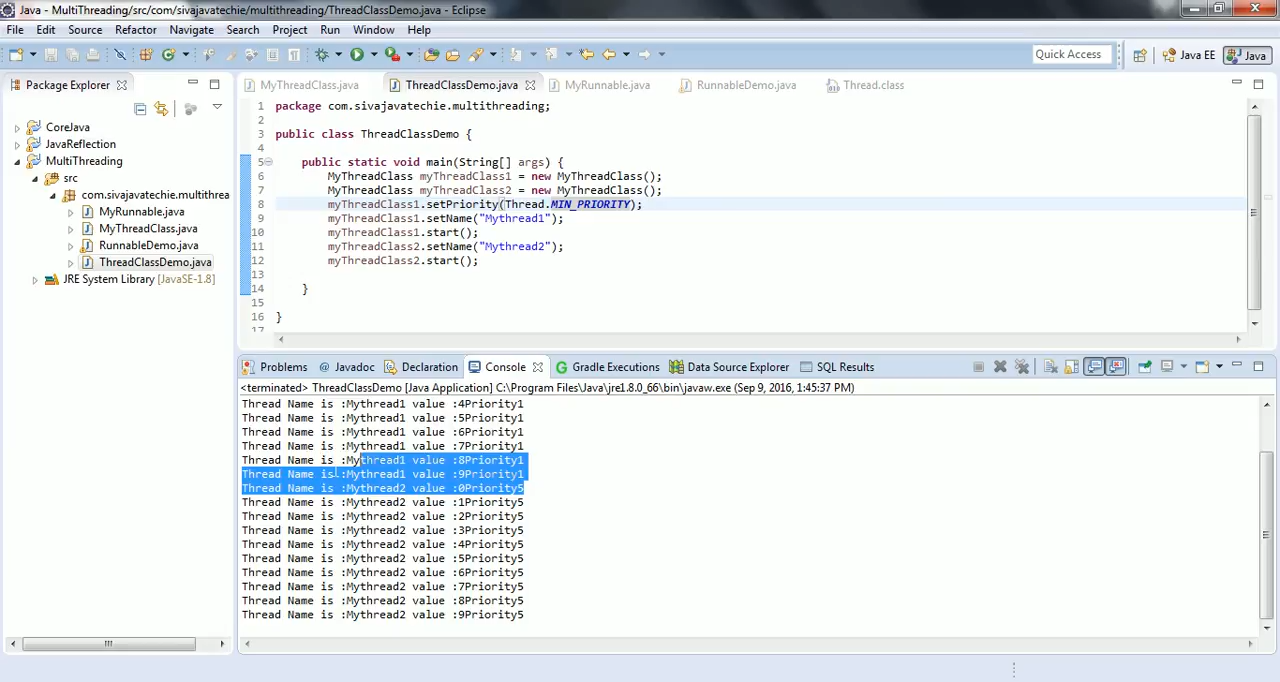 Java - MultiThreading/src/com/sivajavatechie/multithreading/ThreadClassDemo.java - Eclipse
File Edit Source Refactor Navigate Search Project Run Window Help
Quick Access Java EE Java
Package Explorer
CoreJava
JavaReflection
MultiThreading
src
com.sivajavatechie.multithrea
MyRunnable.java
MyThreadClass.java
RunnableDemo.java
ThreadClassDemo.java
JRE System Library [JavaSE-1.8]
MyThreadClass.java ThreadClassDemo.java MyRunnable.java RunnableDemo.java Thread.class
1 package com.sivajavatechie.multithreading;
2
3 public class ThreadClassDemo {
4
5 public static void main(String[] args) {
6 MyThreadClass myThreadClass1 = new MyThreadClass();
7 MyThreadClass myThreadClass2 = new MyThreadClass();
8 myThreadClass1.setPriority(Thread.MIN_PRIORITY);
9 myThreadClass1.setName("Mythread1");
10 myThreadClass1.start();
11 myThreadClass2.setName("Mythread2");
12 myThreadClass2.start();
13
14 }
15
16 }
17
Problems @ Javadoc Declaration Console Gradle Executions Data Source Explorer SQL Results
<terminated> ThreadClassDemo [Java Application] C:\Program Files\Java\jre1.8.0_66\bin\javaw.exe (Sep 9, 2016, 1:45:37 PM)
Thread Name is :Mythread1 value :4Priority1
Thread Name is :Mythread1 value :5Priority1
Thread Name is :Mythread1 value :6Priority1
Thread Name is :Mythread1 value :7Priority1
Thread Name is :Mythread1 value :8Priority1
Thread Name is :Mythread1 value :9Priority1
Thread Name is :Mythread2 value :0Priority5
Thread Name is :Mythread2 value :1Priority5
Thread Name is :Mythread2 value :2Priority5
Thread Name is :Mythread2 value :3Priority5
Thread Name is :Mythread2 value :4Priority5
Thread Name is :Mythread2 value :5Priority5
Thread Name is :Mythread2 value :6Priority5
Thread Name is :Mythread2 value :7Priority5
Thread Name is :Mythread2 value :8Priority5
Thread Name is :Mythread2 value :9Priority5